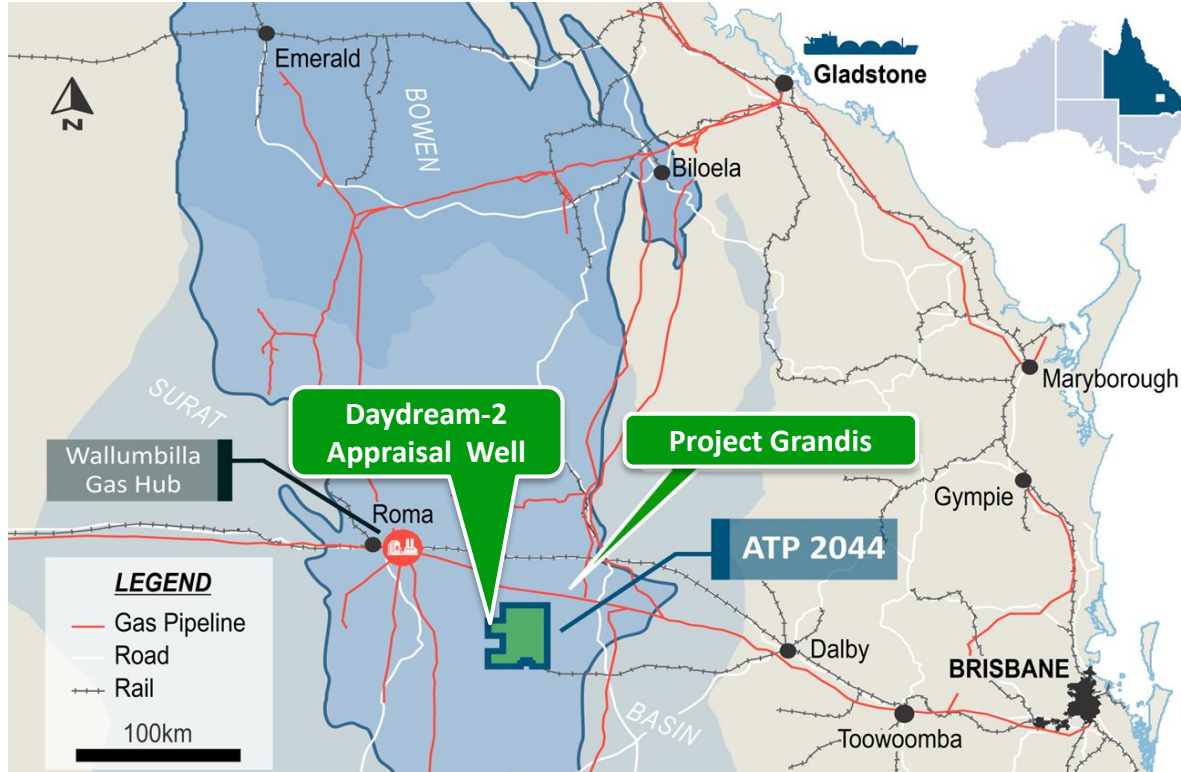 Emerald
Gladstone
BOWEN
N
Biloela
SURAT
Maryborough
Daydream-2
Appraisal Well
Project Grandis
Wallumbilla
Gas Hub
Roma
Gympie
ATP 2044
LEGEND
Gas Pipeline
Road
Rail
100km
Dalby
BRISBANE
BASIN
Toowoomba